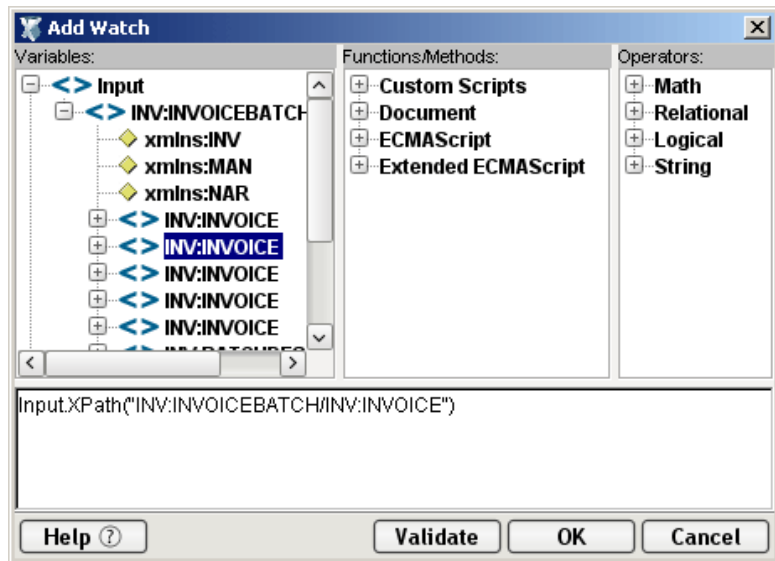 Add Watch
Variables:
Input
INV:INVOICEBATCH
xmlns:INV
xmlns:MAN
xmlns:NAR
INV:INVOICE
INV:INVOICE
INV:INVOICE
INV:INVOICE
INV:INVOICE
Functions/Methods:
Custom Scripts
Document
ECMAScript
Extended ECMAScript
Operators:
Math
Relational
Logical
String
Input.XPath("INV:INVOICEBATCH/INV:INVOICE")
Help ?
Validate
OK
Cancel